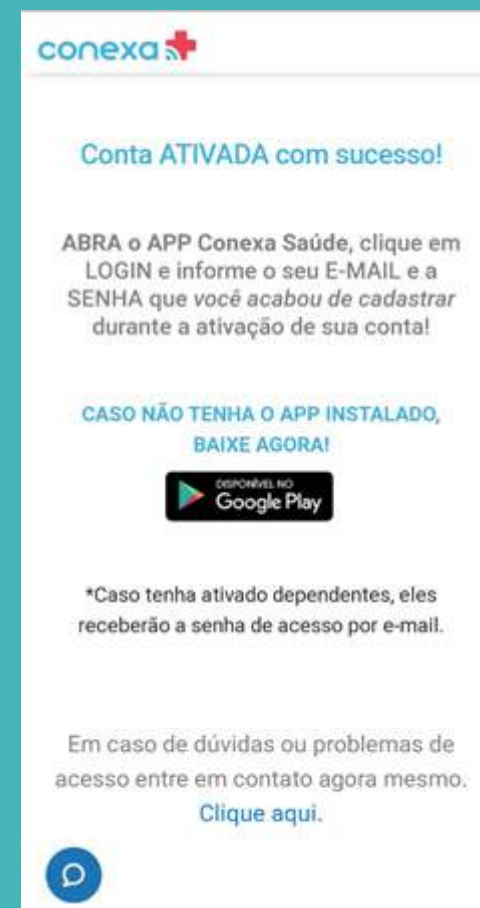 conexa
Conta ATIVADA com sucesso!
ABRA o APP Conexa Saúde, clique em
LOGIN e informe o seu E-MAIL e a
SENHA que você acabou de cadastrar
durante a ativação de sua conta!
CASO NÃO TENHA O APP INSTALADO,
BAIXE AGORA!
DISPONÍVEL NO
Google Play
*Caso tenha ativado dependentes, eles
receberão a senha de acesso por e-mail.
Em caso de dúvidas ou problemas de
acesso entre em contato agora mesmo.
Clique aqui.